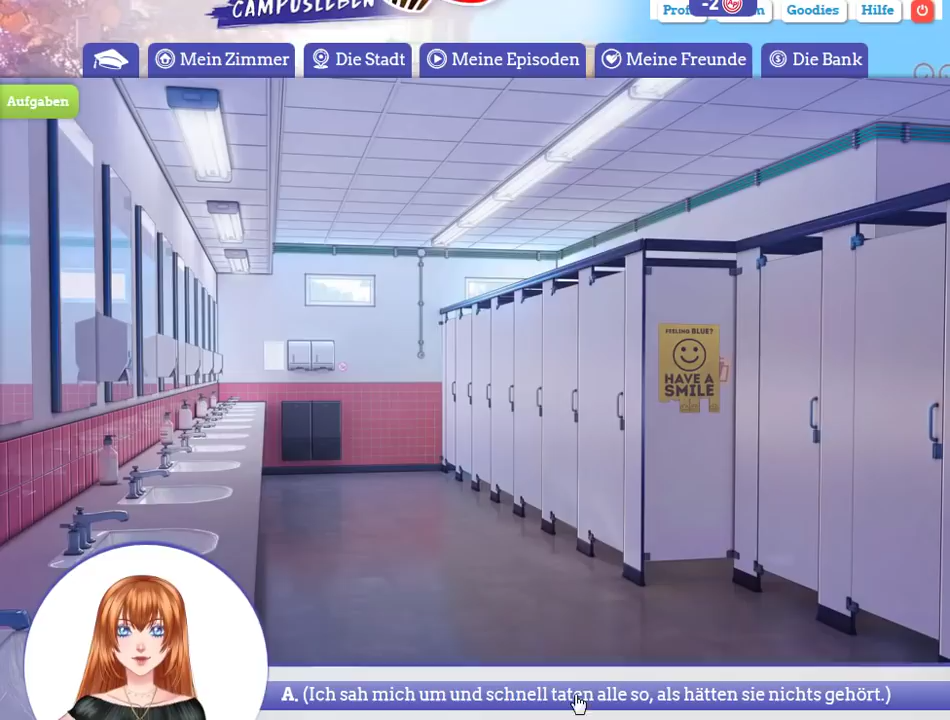 CAMPUSLEBEN
-2
Goodies
Hilfe
Mein Zimmer
Die Stadt
Meine Episoden
Meine Freunde
Die Bank
Aufgaben
FEELING BLUE?
HAVE A
SMILE
A. (Ich sah mich um und schnell taten alle so, als hätten sie nichts gehört.)